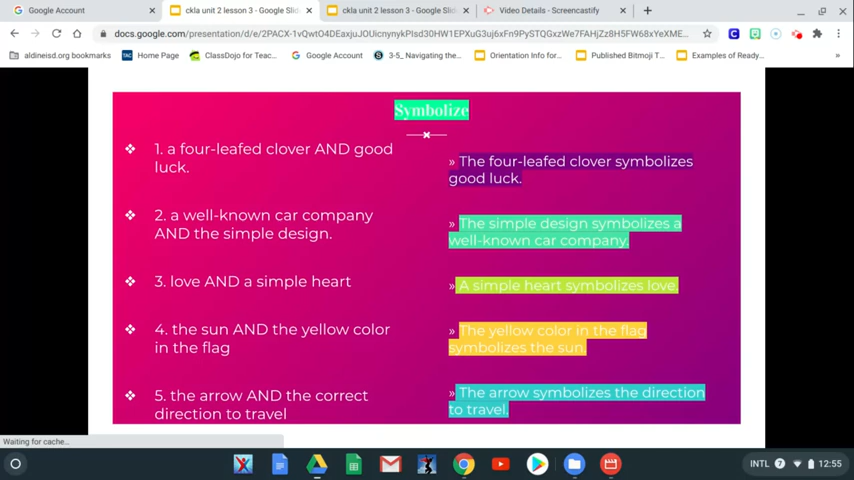 Google Account
ckla unit 2 lesson 3 - Google Slid
ckla unit 2 lesson 3 - Google Slid
Video Details - Screencastify
docs.google.com/presentation/d/e/2PACX-1vQwtO4DEaxjuJOUicnynykPIsd30HW1EPXuG3uj6xFn9PySTQGxzWe7FAHjZz8H5FW68xYeXME...
aldineisd.org bookmarks
Home Page
ClassDojo for Teac...
Google Account
3-5_ Navigating the...
Orientation Info for...
Published Bitmoji T...
Examples of Ready...
Symbolize
1. a four-leafed clover AND good
luck.
» The four-leafed clover symbolizes
good luck.
2. a well-known car company
AND the simple design.
» The simple design symbolizes a
well-known car company.
3. love AND a simple heart
» A simple heart symbolizes love.
4. the sun AND the yellow color
in the flag
» The yellow color in the flag
symbolizes the sun.
5. the arrow AND the correct
direction to travel
» The arrow symbolizes the direction
to travel.
Waiting for cache...
INTL 7 12:55